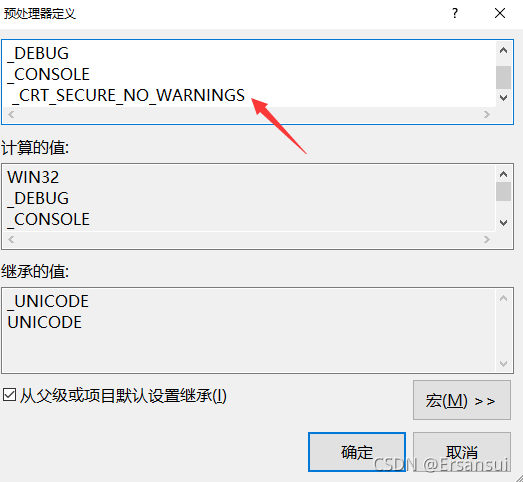 预处理器定义
?
_DEBUG
_CONSOLE
_CRT_SECURE_NO_WARNINGS
计算的值:
WIN32
_DEBUG
_CONSOLE
继承的值:
_UNICODE
UNICODE
从父级或项目默认设置继承(I)
宏(M) >>
确定
取消
CSDN @Ersansui